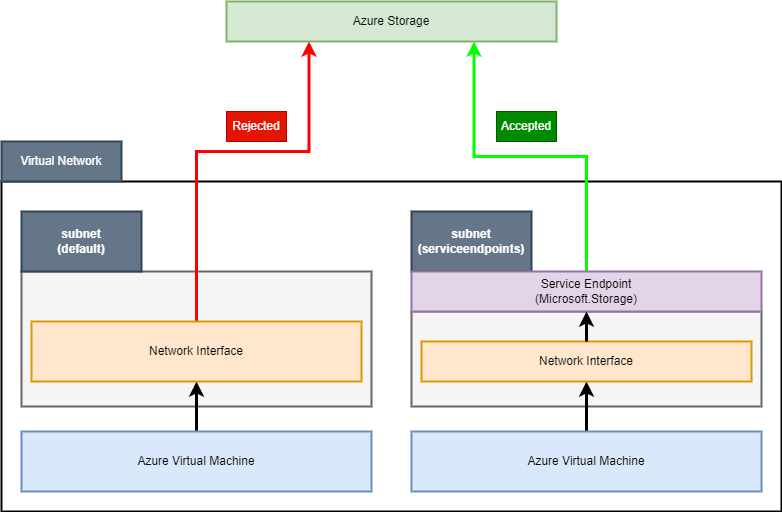 Azure Storage
Rejected
Accepted
Virtual Network
subnet
(default)
subnet
(serviceendpoints)
Service Endpoint
(Microsoft.Storage)
Network Interface
Network Interface
Azure Virtual Machine
Azure Virtual Machine